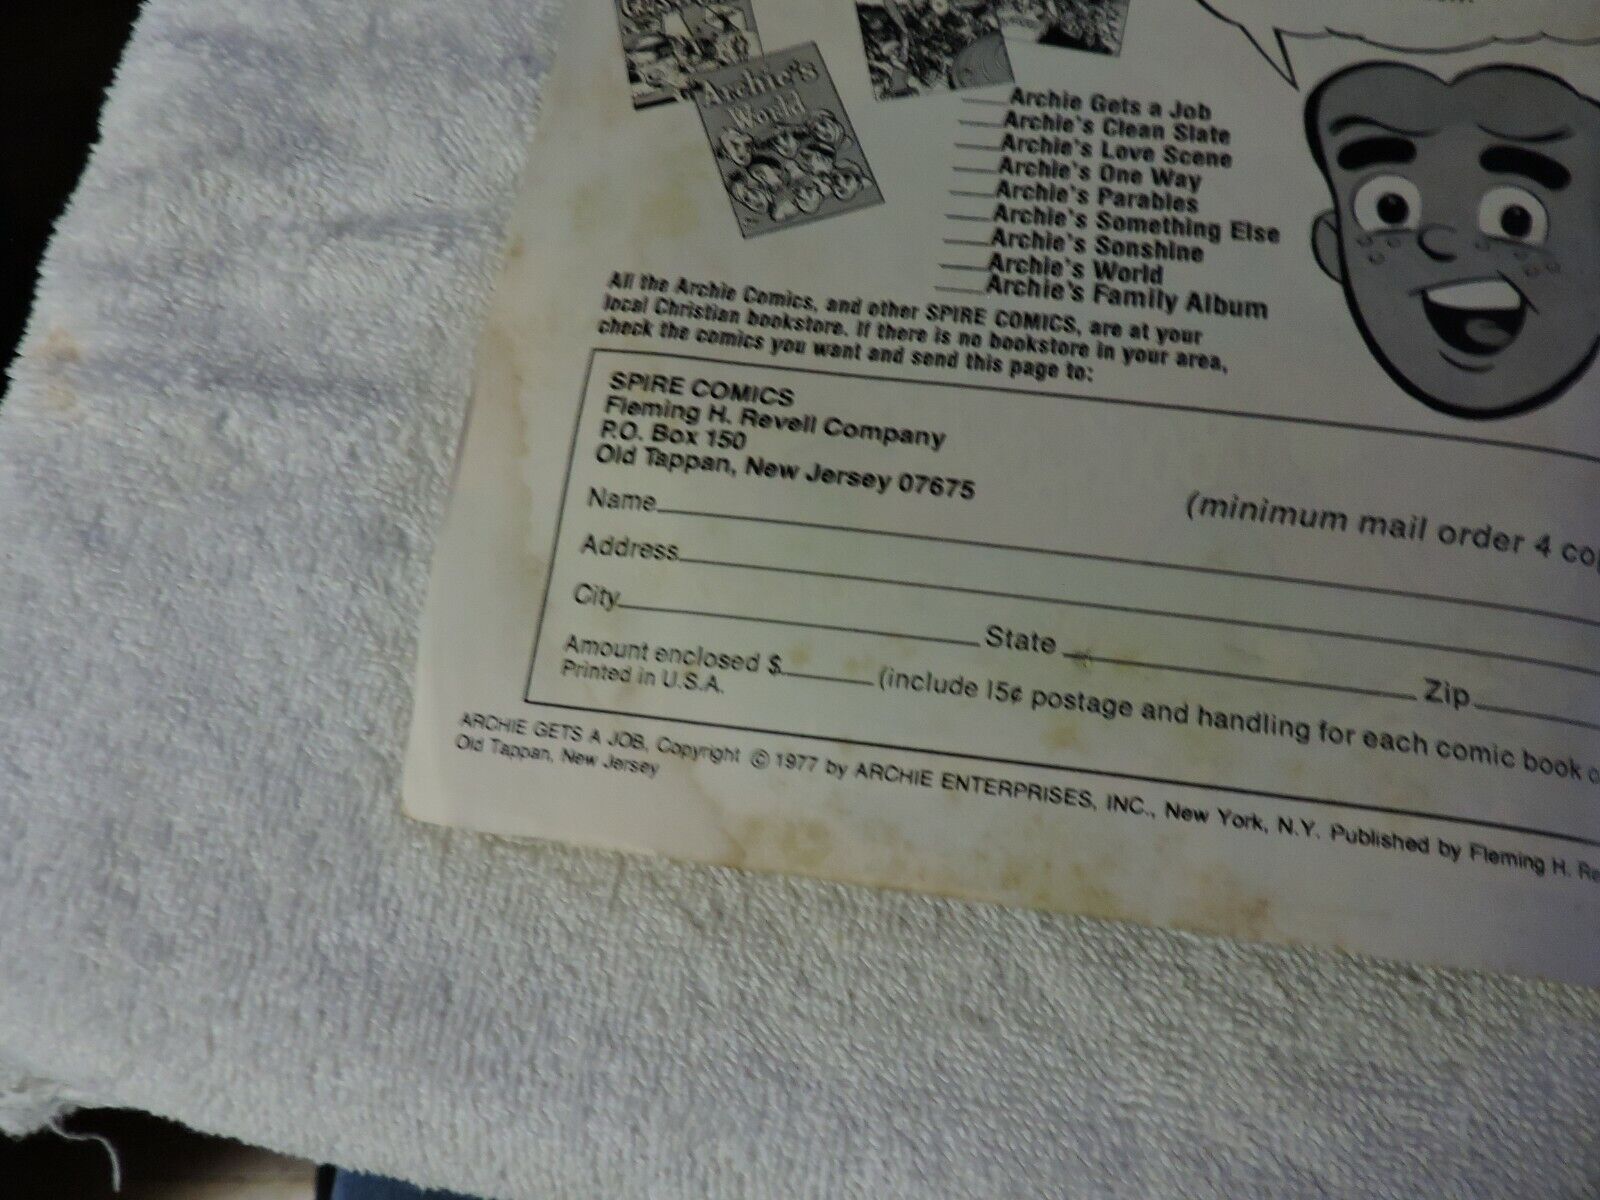 Archie's
World
Archie Gets a Job
Archie's Clean Slate
Archie's Love Scene
Archie's One Way
Archie's Parables
Archie's Something Else
Archie's Sonshine
Archie's World
Archie's Family Album
All the Archie Comics, and other SPIRE COMICS, are at your
local Christian bookstore. If there is no bookstore in your area,
check the comics you want and send this page to:
SPIRE COMICS
Fleming H. Revell Company
P.O. Box 150
Old Tappan, New Jersey 07675
(minimum mail order 4
Name
Address
City State Zip
Amount enclosed $ (include 15¢ postage and handling for each comic book
Printed in U.S.A.
ARCHIE GETS A JOB, Copyright © 1977 by ARCHIE ENTERPRISES, INC., New York, N.Y. Published by Fleming H.
Old Tappan, New Jersey